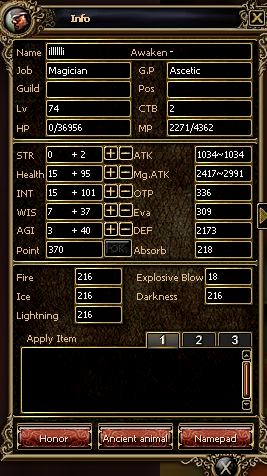 Info
Name illllllli Awaken -
Job Magician G.P Ascetic
Guild Pos
Lv 74 CTB 2
HP 0/36956 MP 2271/4362
STR 0 + 2 + - ATK 1034~1034
Health 15 + 95 + - Mg.ATK 2417~2991
INT 15 + 101 + - OTP 336
WIS 7 + 37 + - Eva 309
AGI 3 + 40 + - DEF 2173
Point 370 OK Absorb 218
Fire 216 Explosive Blow 18
Ice 216 Darkness 216
Lightning 216
Apply Item 1 2 3
Honor Ancient animal Namepad